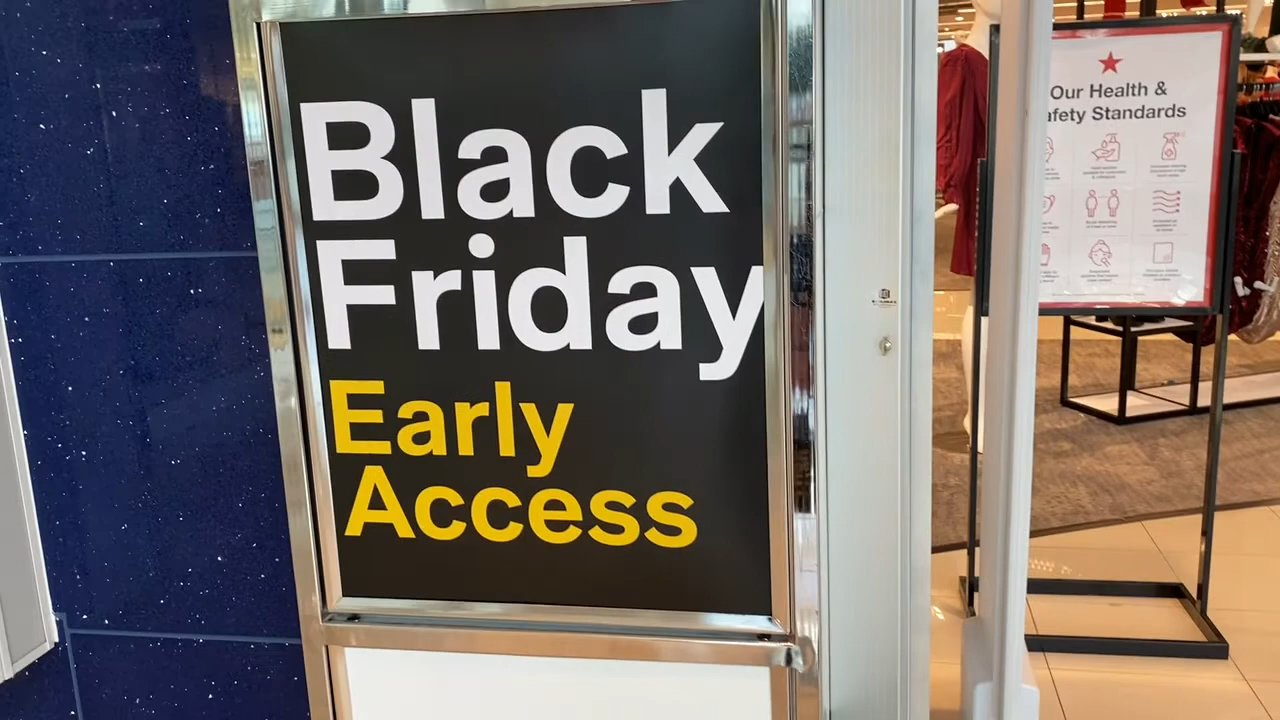 Black
Friday
Early
Access
Our Health &
afety Standards